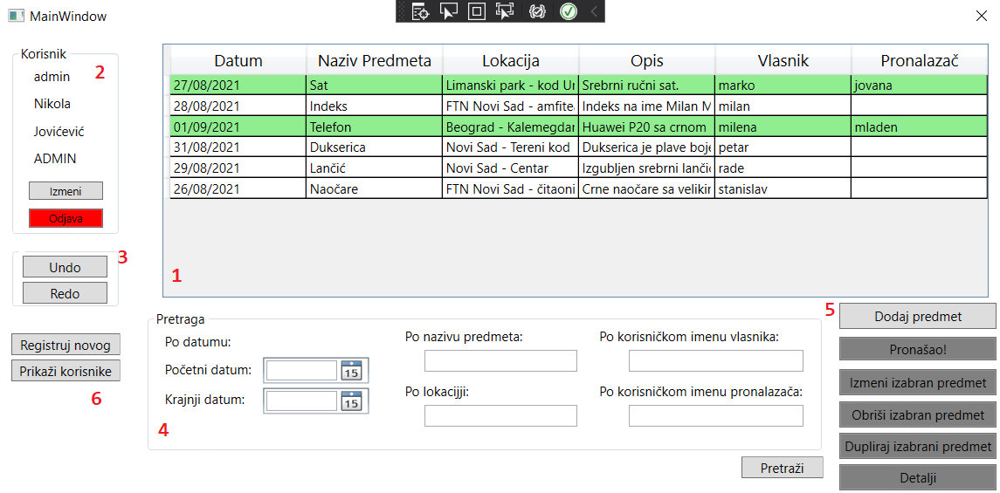 MainWindow
Korisnik
admin 2
Nikola
Jovićević
ADMIN
Izmeni
Odjava
Undo 3
Redo
Registruj novog
Prikaži korisnike
6
Datum Naziv Predmeta Lokacija Opis Vlasnik Pronalazač
27/08/2021 Sat Limanski park - kod Ur Srebrni ručni sat. marko jovana
28/08/2021 Indeks FTN Novi Sad - amfite Indeks na ime Milan M milan
01/09/2021 Telefon Beograd - Kalemegdar Huawei P20 sa crnom milena mladen
31/08/2021 Dukserica Novi Sad - Tereni kod Dukserica je plave boje petar
29/08/2021 Lančić Novi Sad - Centar Izgubljen srebrni lanči rade
26/08/2021 Naočare FTN Novi Sad - čitaoni Crne naočare sa velikir stanislav
1
Pretraga
Po datumu:
Početni datum: 15
Krajnji datum: 15
4
Po nazivu predmeta:
Po lokacijji:
Po korisničkom imenu vlasnika:
Po korisničkom imenu pronalazača:
Pretraži
5
Dodaj predmet
Pronašao!
Izmeni izabran predmet
Obriši izabran predmet
Dupliraj izabrani predmet
Detalji